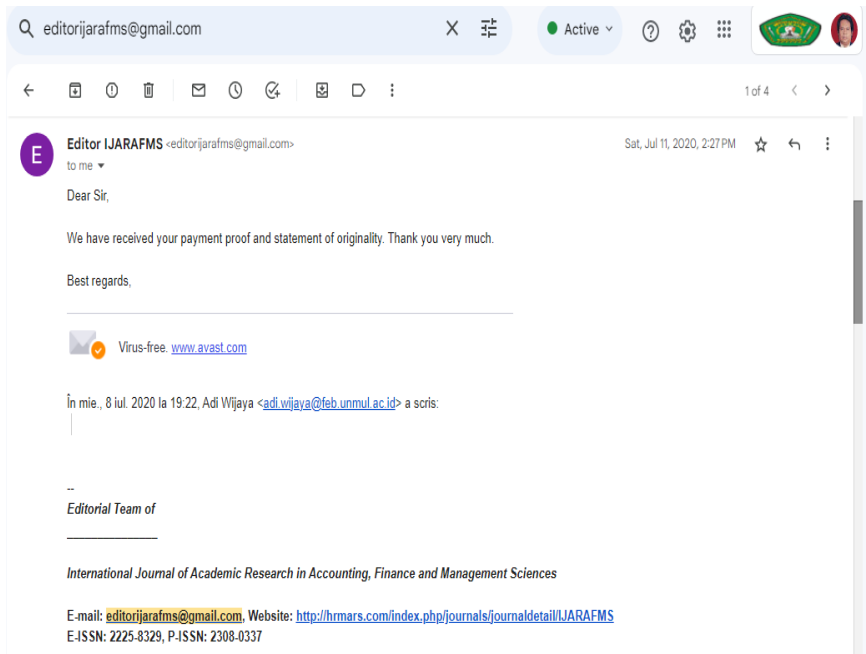 editorijarafms@gmail.com
Active
1 of 4
E
Editor IJARAFMS <editorijarafms@gmail.com>
Sat, Jul 11, 2020, 2:27 PM
to me
Dear Sir,
We have received your payment proof and statement of originality. Thank you very much.
Best regards,
Virus-free. www.avast.com
În mie., 8 iul. 2020 la 19:22, Adi Wijaya <adi.wijaya@feb.unmul.ac.id> a scris:
--
Editorial Team of
_______________
International Journal of Academic Research in Accounting, Finance and Management Sciences
E-mail: editorijarafms@gmail.com, Website: http://hrmars.com/index.php/journals/journaldetail/IJARAFMS
E-ISSN: 2225-8329, P-ISSN: 2308-0337